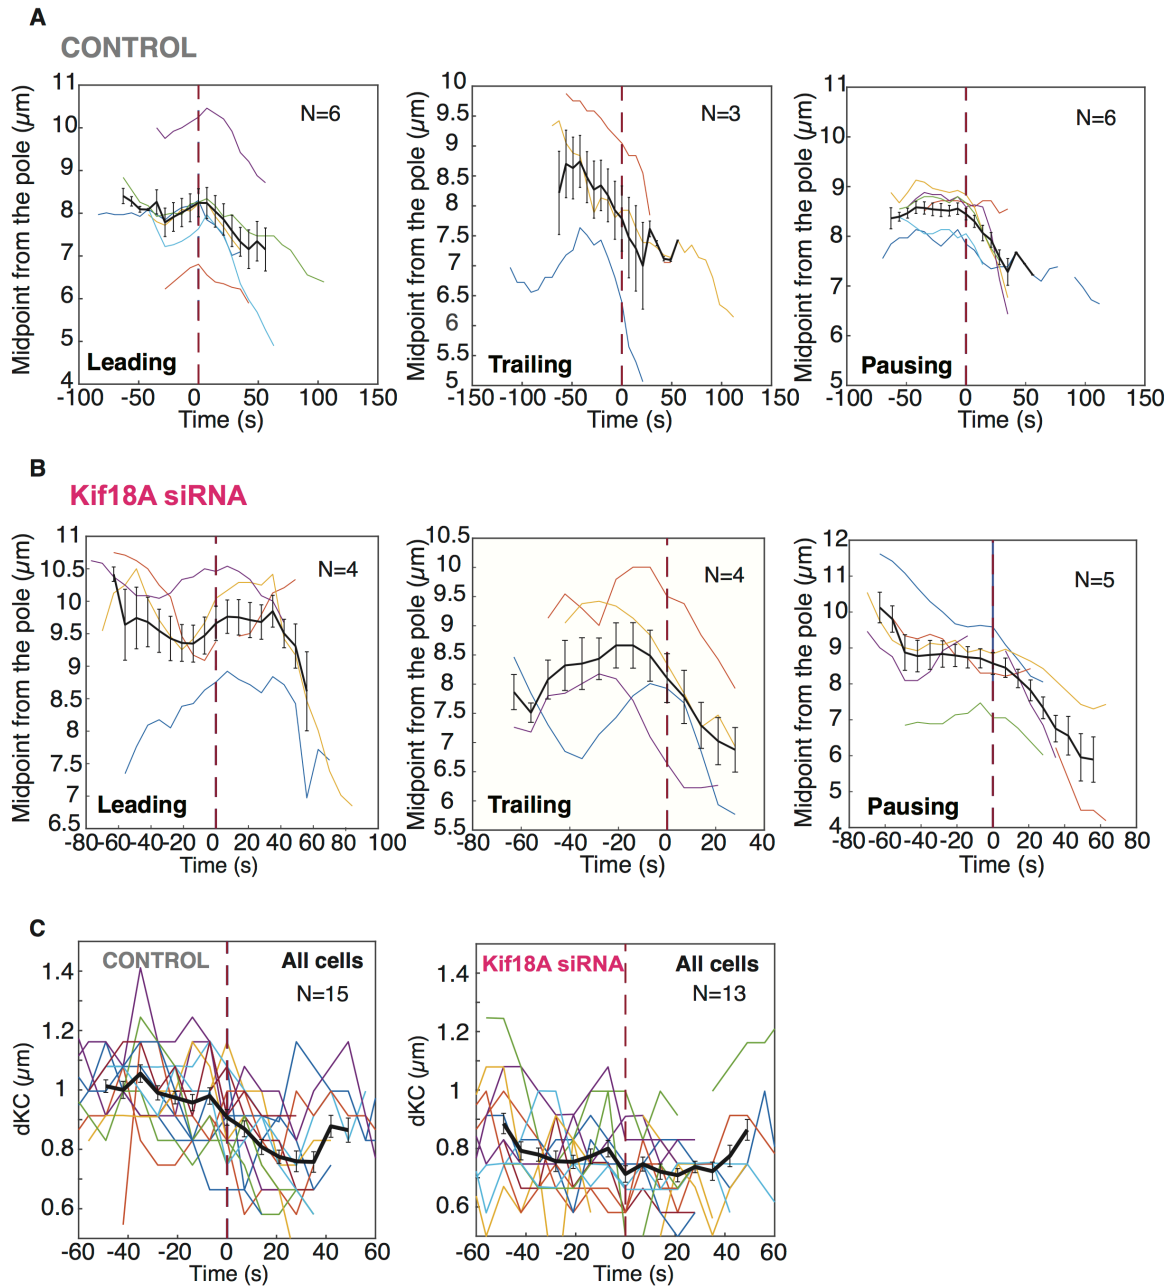 A
CONTROL
Midpoint from the pole (µm)
11
10
9
8
7
6
5
4
N=6
Leading
-100 -50 0 50 100 150
Time (s)
Midpoint from the pole (µm)
10
9.5
9
8.5
8
7.5
7
6
5.5
5
N=3
Trailing
-150 -100 -50 0 50 100 150
Time (s)
Midpoint from the pole (µm)
11
10
9
8
7
6
5
N=6
Pausing
-100 -50 0 50 100 150
Time (s)
B
Kif18A siRNA
Midpoint from the pole (µm)
11
10.5
10
9.5
9
8.5
8
7.5
7
6.5
N=4
Leading
-80 -60 -40 -20 0 20 40 60 80 100
Time (s)
Midpoint from the pole (µm)
10.5
10
9.5
9
8.5
8
7.5
7
6.5
6
5.5
N=4
Trailing
-80 -60 -40 -20 0 20 40
Time (s)
Midpoint from the pole (µm)
12
11
10
9
8
7
6
5
4
N=5
Pausing
-80 -60 -40 -20 0 20 40 60 80
Time (s)
C
dKC (µm)
1.4
1.2
1
0.8
0.6
CONTROL
All cells
N=15
-60 -40 -20 0 20 40 60
Time (s)
dKC (µm)
1.4
1.2
1
0.8
0.6
Kif18A siRNA
All cells
N=13
-60 -40 -20 0 20 40 60
Time (s)